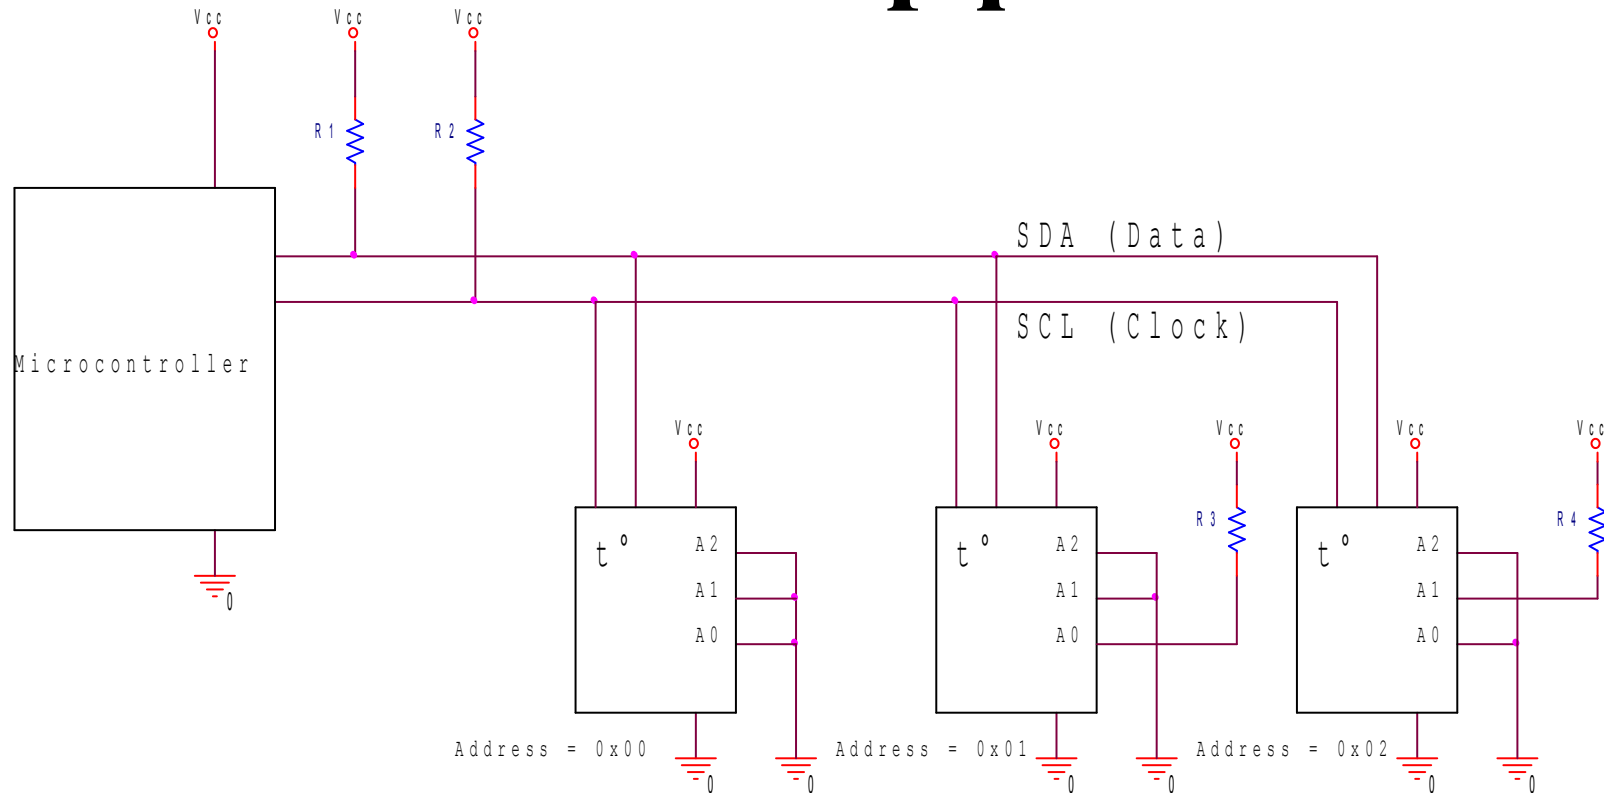 Vcc Vcc Vcc
R1 R2
SDA (Data)
SCL (Clock)
Microcontroller
0
Vcc Vcc Vcc Vcc Vcc
R3 R4
t° A2 t° A2 t° A2
A1 A1 A1
A0 A0 A0
Address = 0x00 Address = 0x01 Address = 0x02
0 0 0 0 0 0